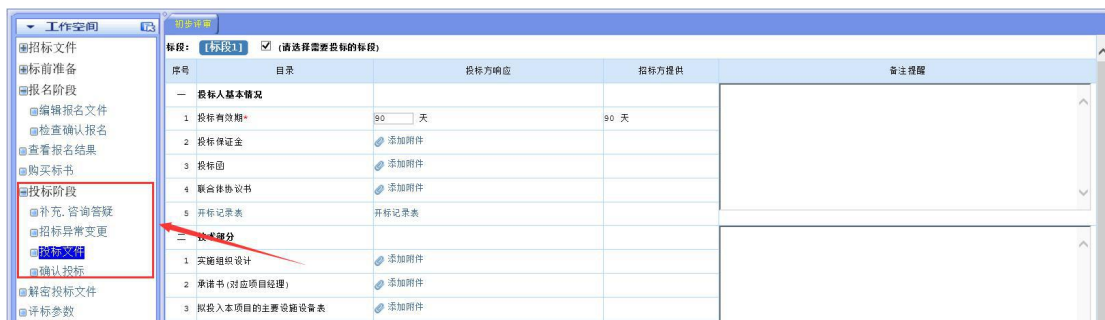 工作空间
招标文件
标前准备
报名阶段
编辑报名文件
检查确认报名
查看报名结果
购买标书
投标阶段
补充.咨询答疑
招标异常变更
投标文件
确认投标
解密投标文件
评标参数
初步评审
标段: [标段1] (请选择需要投标的标段)
序号 目录 投标方响应 招标方提供 备注提醒
一 投标人基本情况
1 投标有效期* 90 天 90 天
2 投标保证金 添加附件
3 投标函 添加附件
4 联合体协议书 添加附件
5 开标记录表 开标记录表
二 技术部分
1 实施组织设计 添加附件
2 承诺书(对应项目经理) 添加附件
3 拟投入本项目的主要设施设备表 添加附件